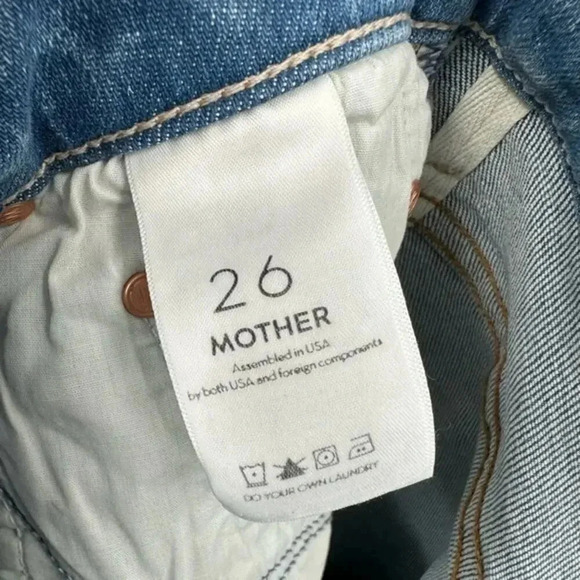 26
MOTHER
Assembled in USA
by both USA and foreign components
DO YOUR OWN LAUNDRY